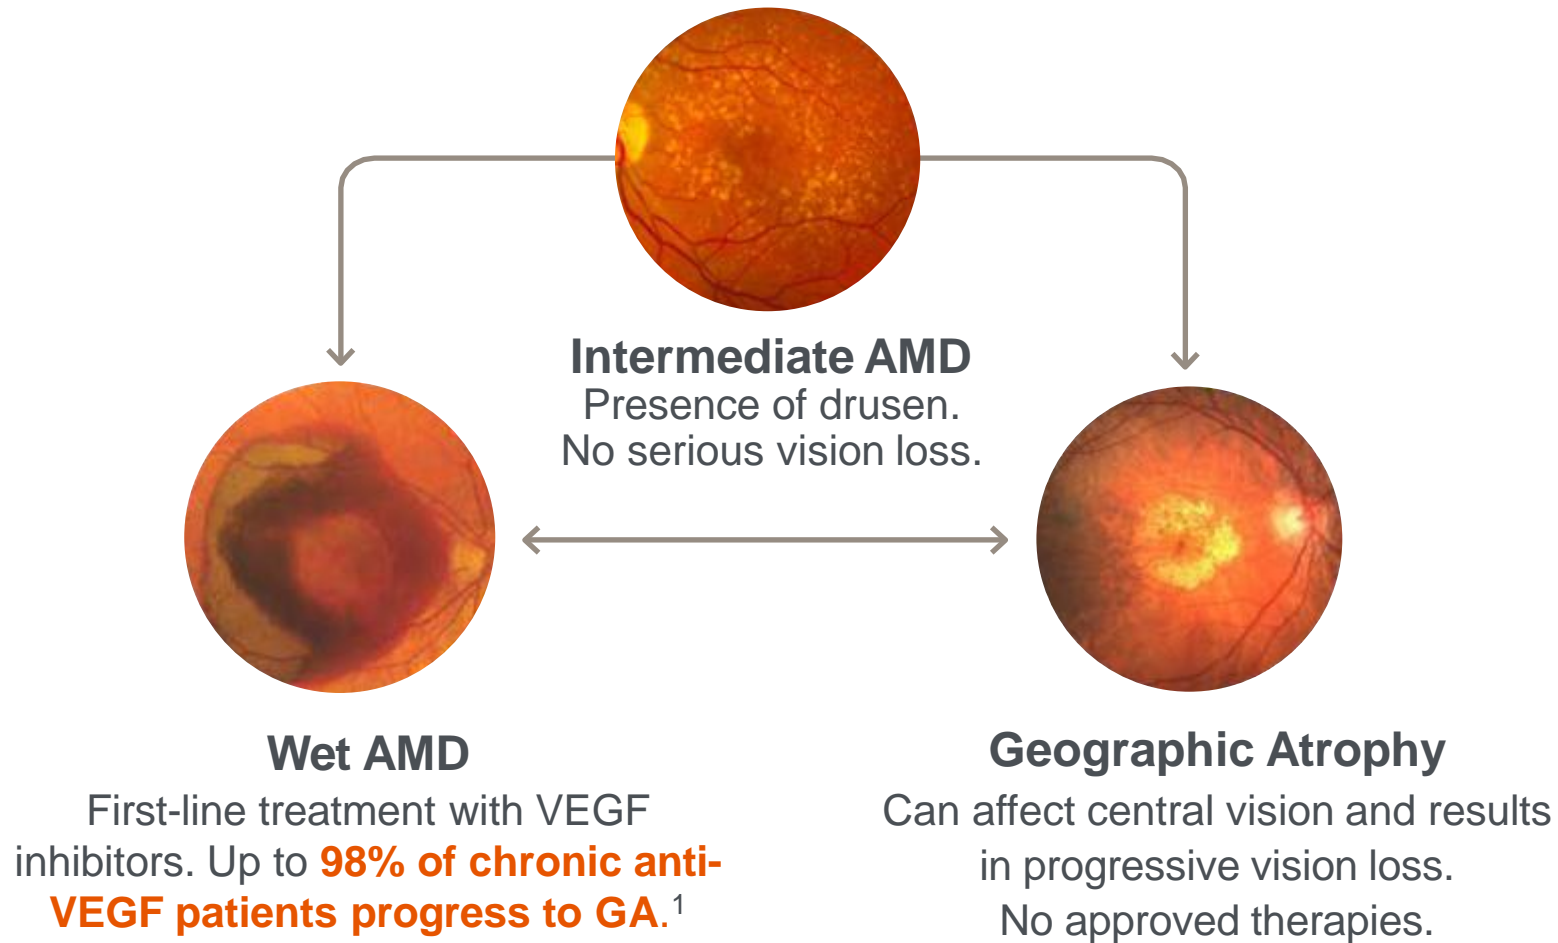 Intermediate AMD
Presence of drusen.
No serious vision loss.
Wet AMD
First-line treatment with VEGF
inhibitors. Up to 98% of chronic anti-
VEGF patients progress to GA.¹
Geographic Atrophy
Can affect central vision and results
in progressive vision loss.
No approved therapies.